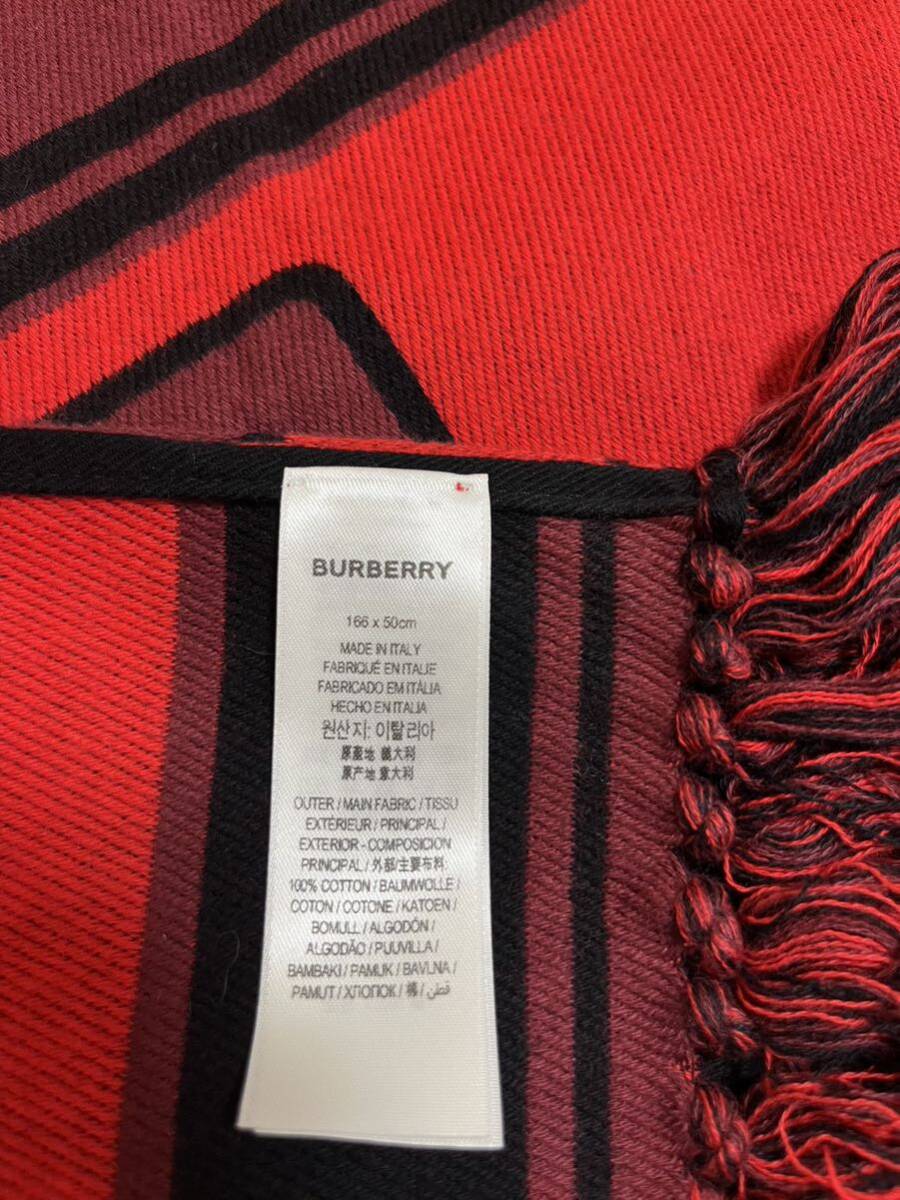 BURBERRY
166 x 50cm
MADE IN ITALY
FABRIQUÉ EN ITALIE
FABRICADO EM ITÁLIA
HECHO EN ITALIA
원산지: 이탈리아
原產地 義大利
原产地 意大利
OUTER / MAIN FABRIC / TISSU
EXTÉRIEUR / PRINCIPAL /
EXTERIOR - COMPOSICION
PRINCIPAL / 外部/主要布料:
100% COTTON / BAUMWOLLE /
COTON / COTONE / KATOEN /
BOMULL / ALGODÓN /
ALGODÃO / PUUVILLA /
BAMBAKI / PAMUK / BAVLNA /
PAMUT / ХЛОПОК / 棉 / قطن